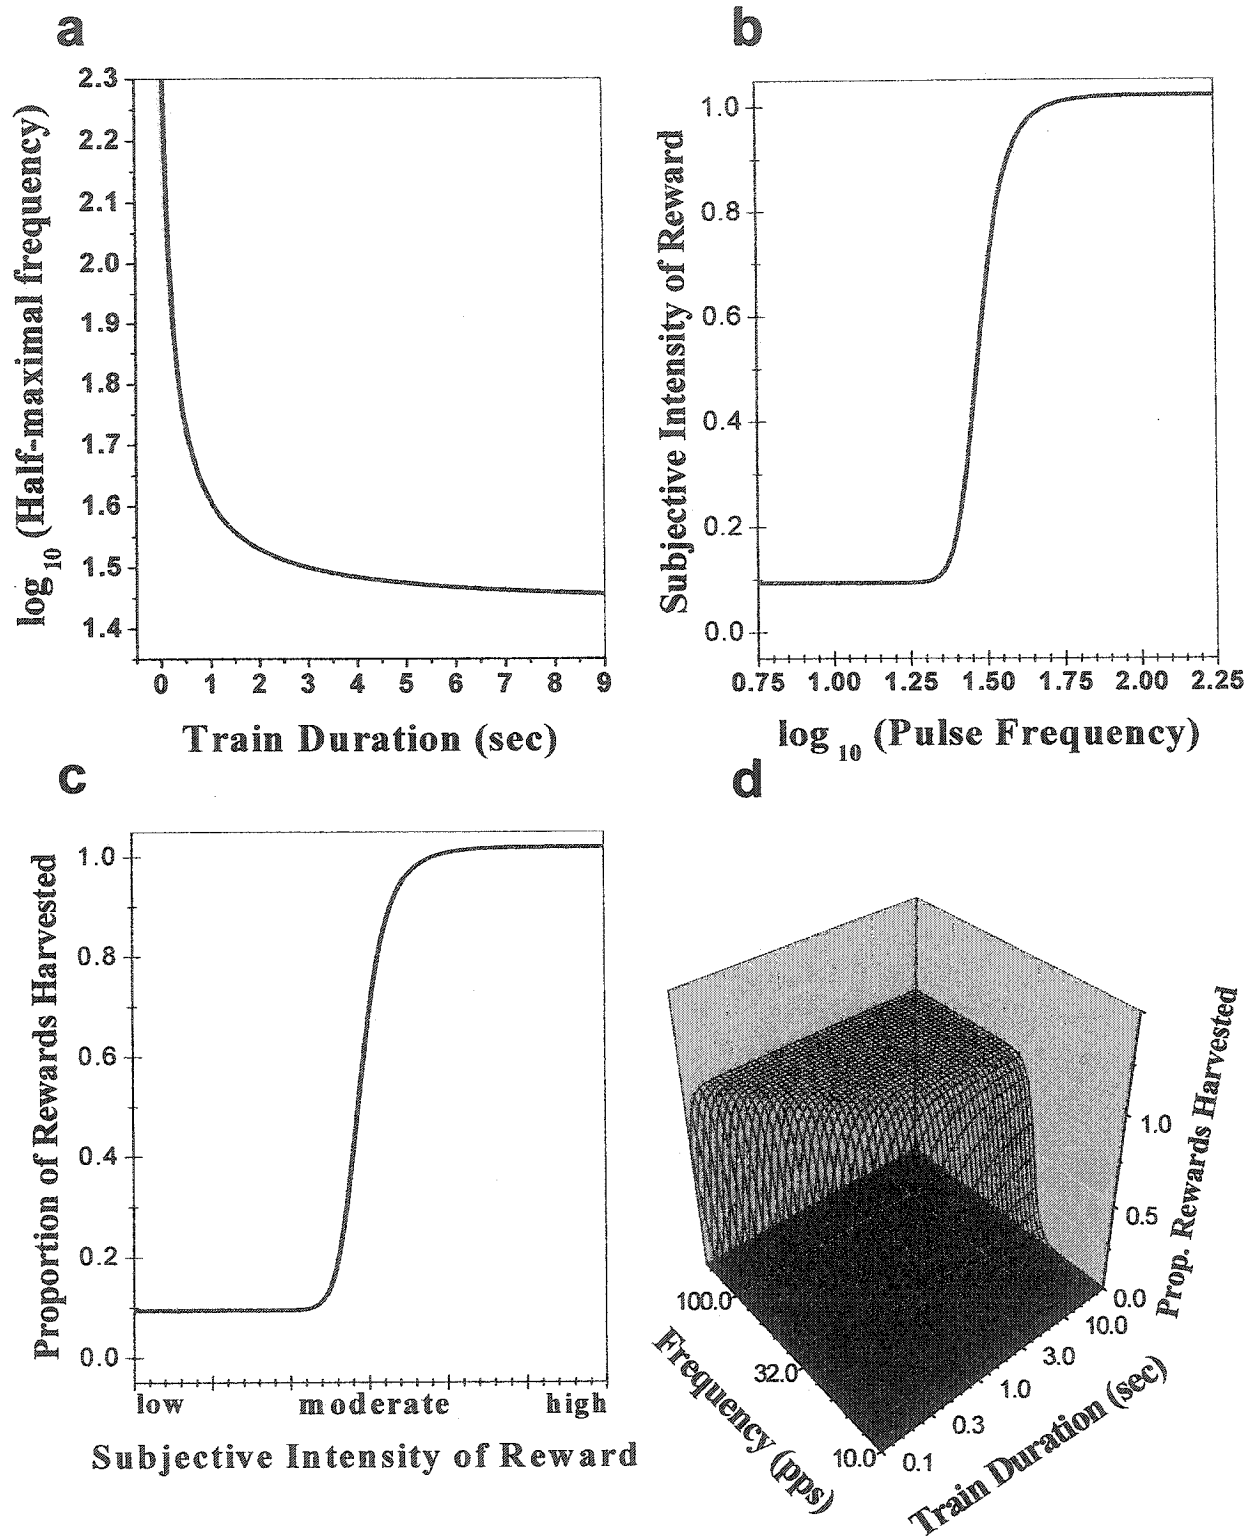 a
2.3
2.2
2.1
2.0
1.9
1.8
1.7
1.6
1.5
1.4
log 10 (Half-maximal frequency)
0 1 2 3 4 5 6 7 8 9
Train Duration (sec)
b
1.0
0.8
0.6
0.4
0.2
0.0
Subjective Intensity of Reward
0.75 1.00 1.25 1.50 1.75 2.00 2.25
log 10 (Pulse Frequency)
c
1.0
0.8
0.6
0.4
0.2
0.0
Proportion of Rewards Harvested
low moderate high
Subjective Intensity of Reward
d
1.0
0.5
0.0
Prop. Rewards Harvested
100.0
32.0
10.0
Frequency (pps)
10.0
3.0
1.0
0.3
0.1
Train Duration (sec)